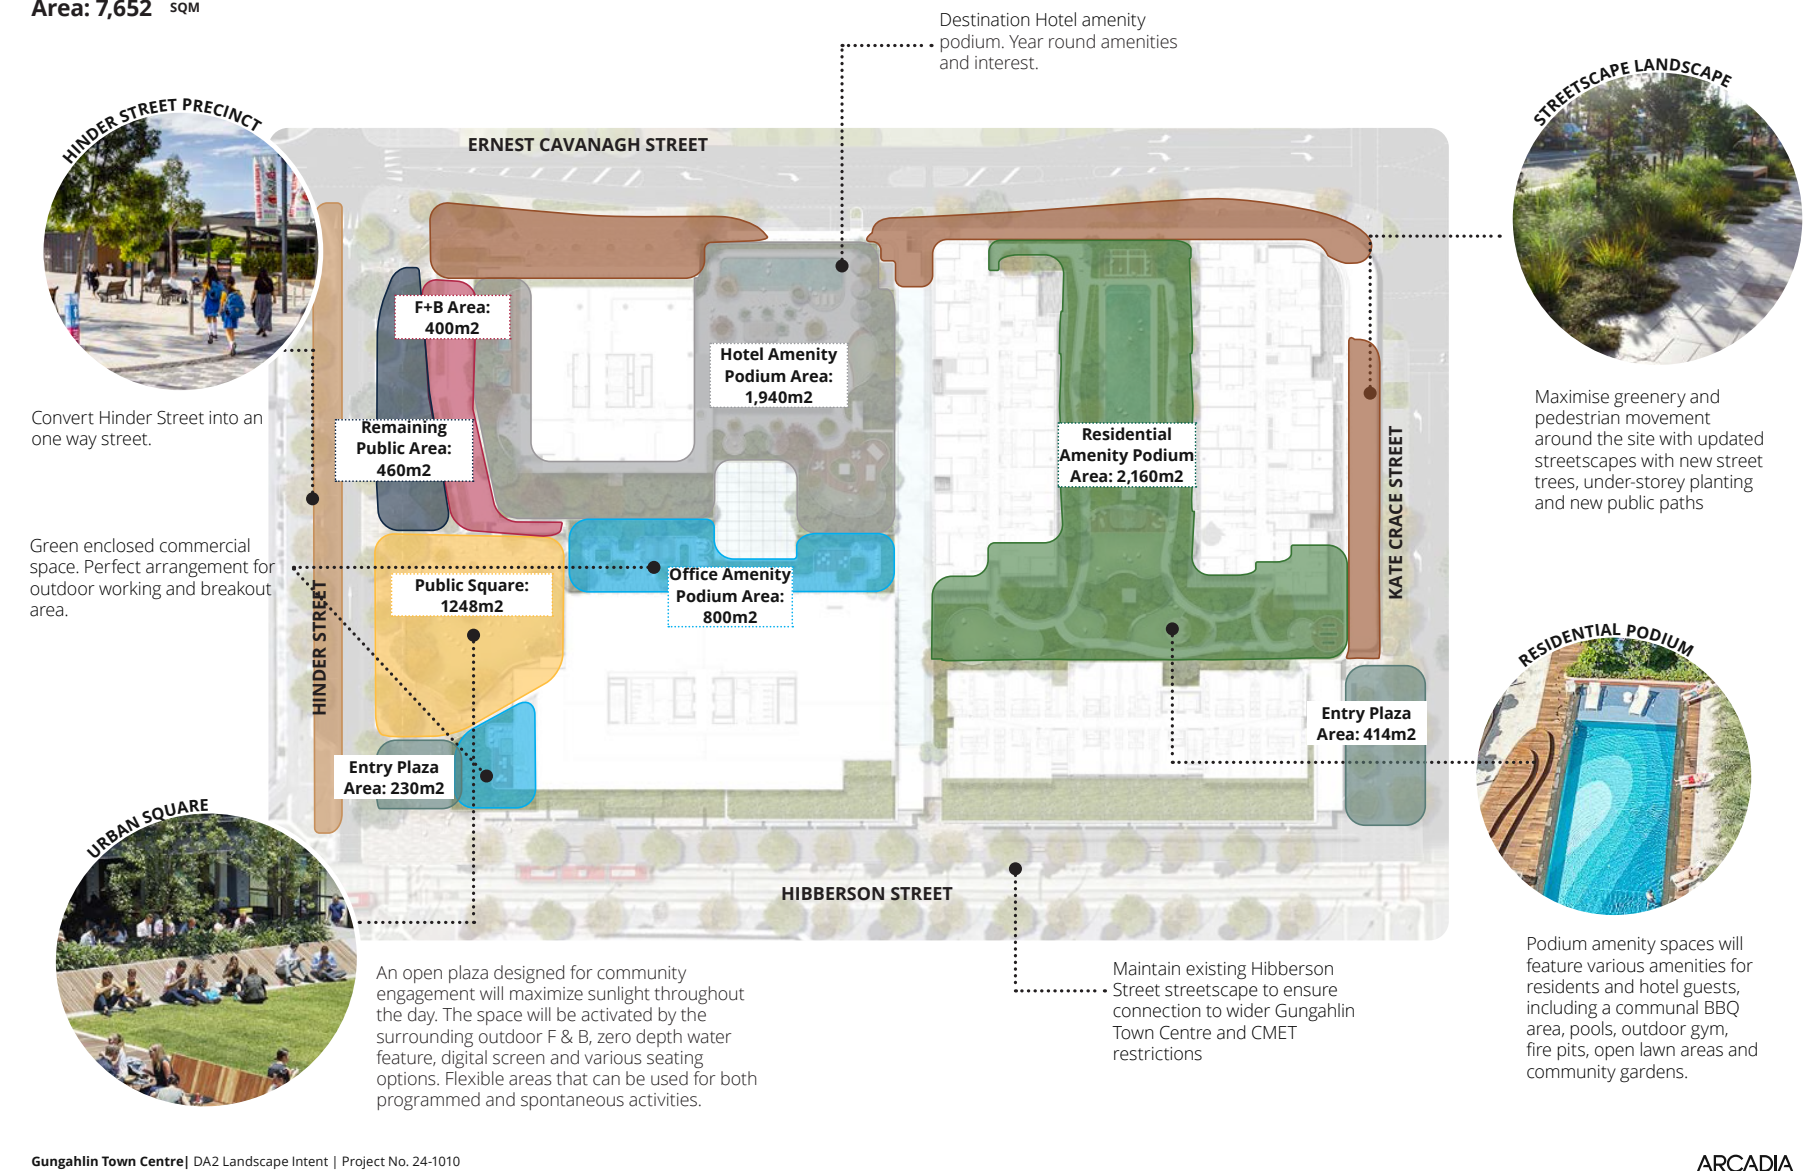 Area: 7,652 SQM
Destination Hotel amenity
podium. Year round amenities
and interest.
HINDER STREET PRECINCT
STREETSCAPE LANDSCAPE
ERNEST CAVANAGH STREET
F+B Area:
400m2
Hotel Amenity
Podium Area:
1,940m2
Convert Hinder Street into an
one way street.
Remaining
Public Area:
460m2
Residential
Amenity Podium
Area: 2,160m2
Maximise greenery and
pedestrian movement
around the site with updated
streetscapes with new street
trees, under-storey planting
and new public paths
KATE CRACE STREET
Green enclosed commercial
space. Perfect arrangement for
outdoor working and breakout
area.
HINDER STREET
Public Square:
1248m2
Office Amenity
Podium Area:
800m2
RESIDENTIAL PODIUM
Entry Plaza
Area: 414m2
Entry Plaza
Area: 230m2
URBAN SQUARE
HIBBERSON STREET
An open plaza designed for community
engagement will maximize sunlight throughout
the day. The space will be activated by the
surrounding outdoor F & B, zero depth water
feature, digital screen and various seating
options. Flexible areas that can be used for both
programmed and spontaneous activities.
Maintain existing Hibberson
Street streetscape to ensure
connection to wider Gungahlin
Town Centre and CMET
restrictions
Podium amenity spaces will
feature various amenities for
residents and hotel guests,
including a communal BBQ
area, pools, outdoor gym,
fire pits, open lawn areas and
community gardens.
Gungahlin Town Centre| DA2 Landscape Intent | Project No. 24-1010
ARCADIA